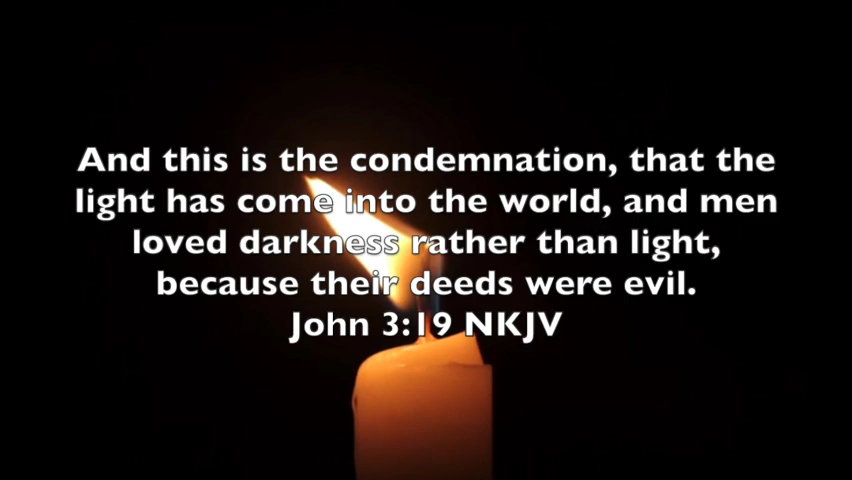 And this is the condemnation, that the
light has come into the world, and men
loved darkness rather than light,
because their deeds were evil.
John 3:19 NKJV